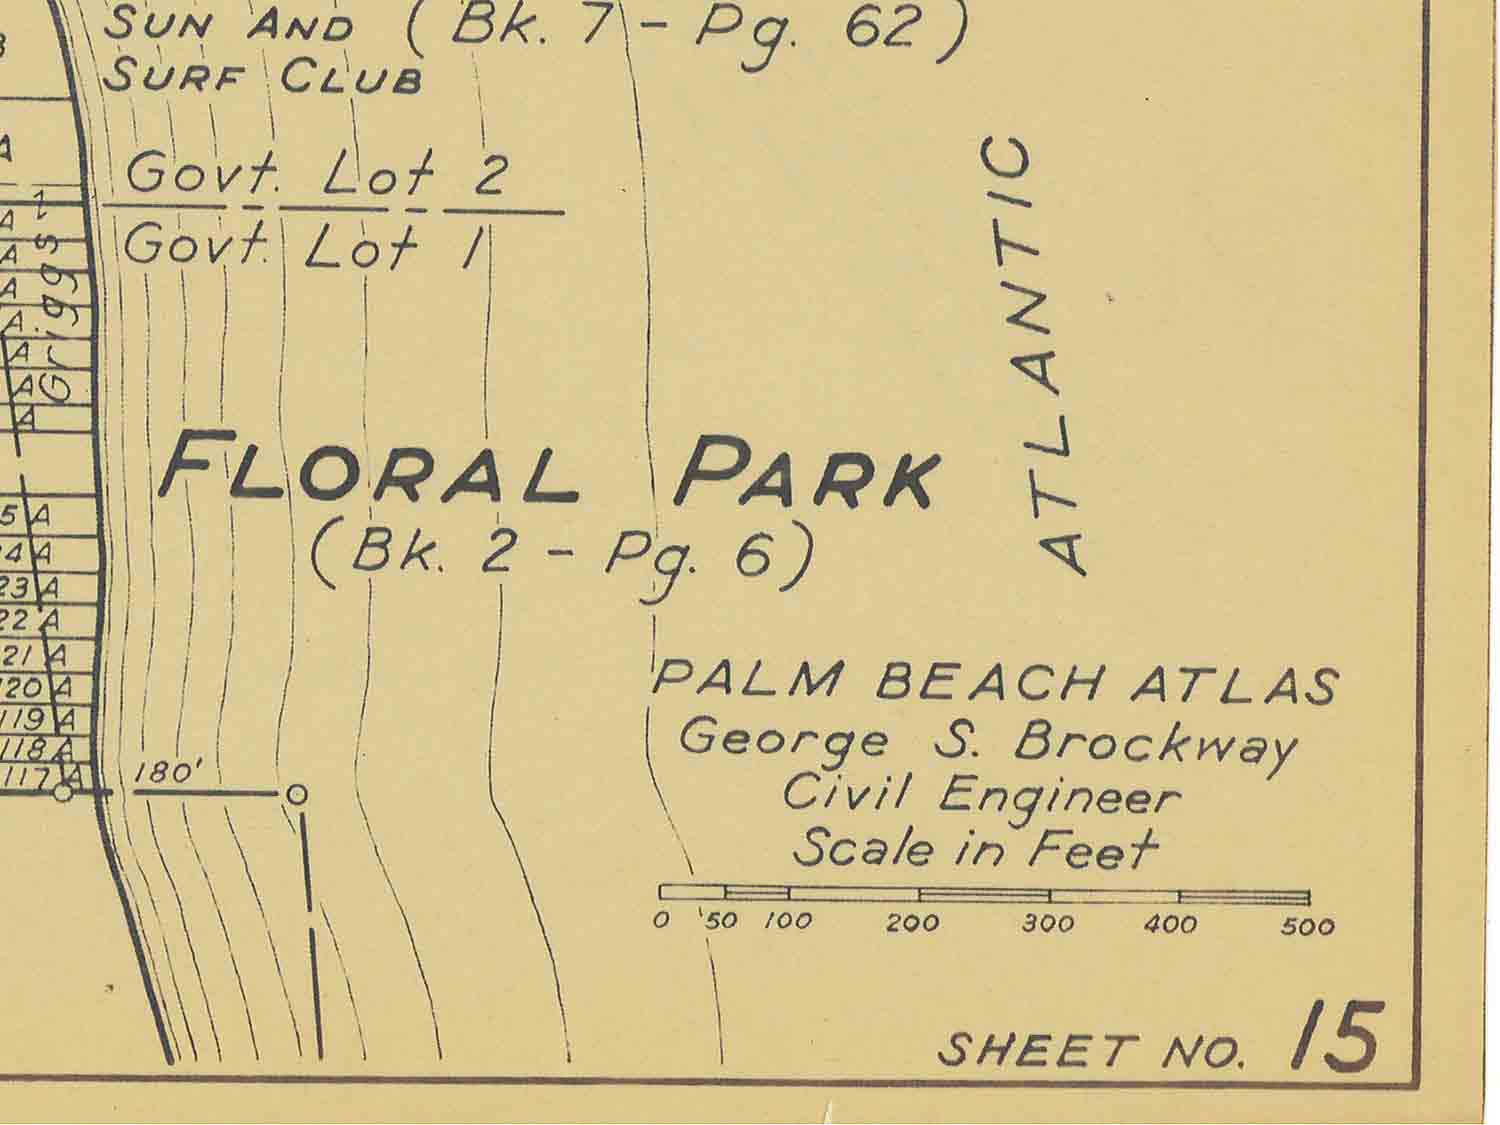 SUN AND (Bk. 7 - Pg. 62)
SURF CLUB
A
Govt. Lot 2
Govt. Lot 1
ATLANTIC
A
A
A
A
A
A
A
Griggs
FLORAL PARK
(Bk. 2 - Pg. 6)
5 A
4 A
23 A
22 A
21 A
120 A
119 A
118 A
117 A
180'
PALM BEACH ATLAS
George S. Brockway
Civil Engineer
Scale in Feet
0 50 100 200 300 400 500
SHEET NO. 15